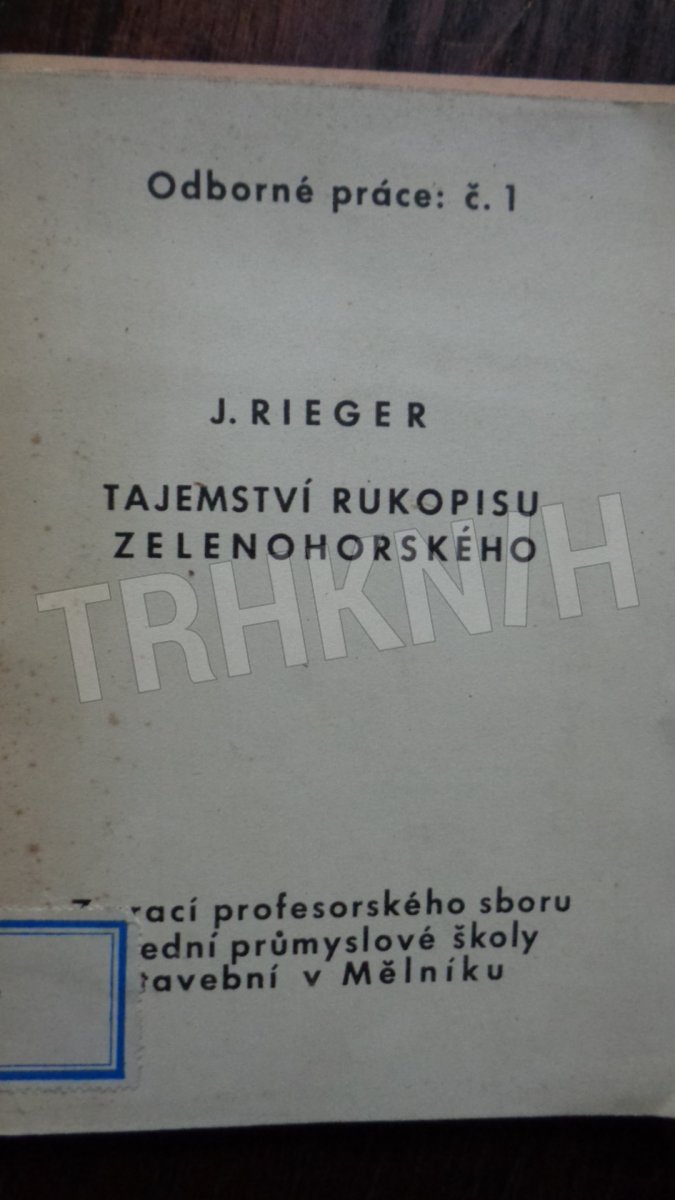 Odborné práce: č. 1
J. RIEGER
TAJEMSTVÍ RUKOPISU
ZELENOHORSKÉHO
TRHKNIH
profesorského sboru
průmyslové školy
v Mělníku